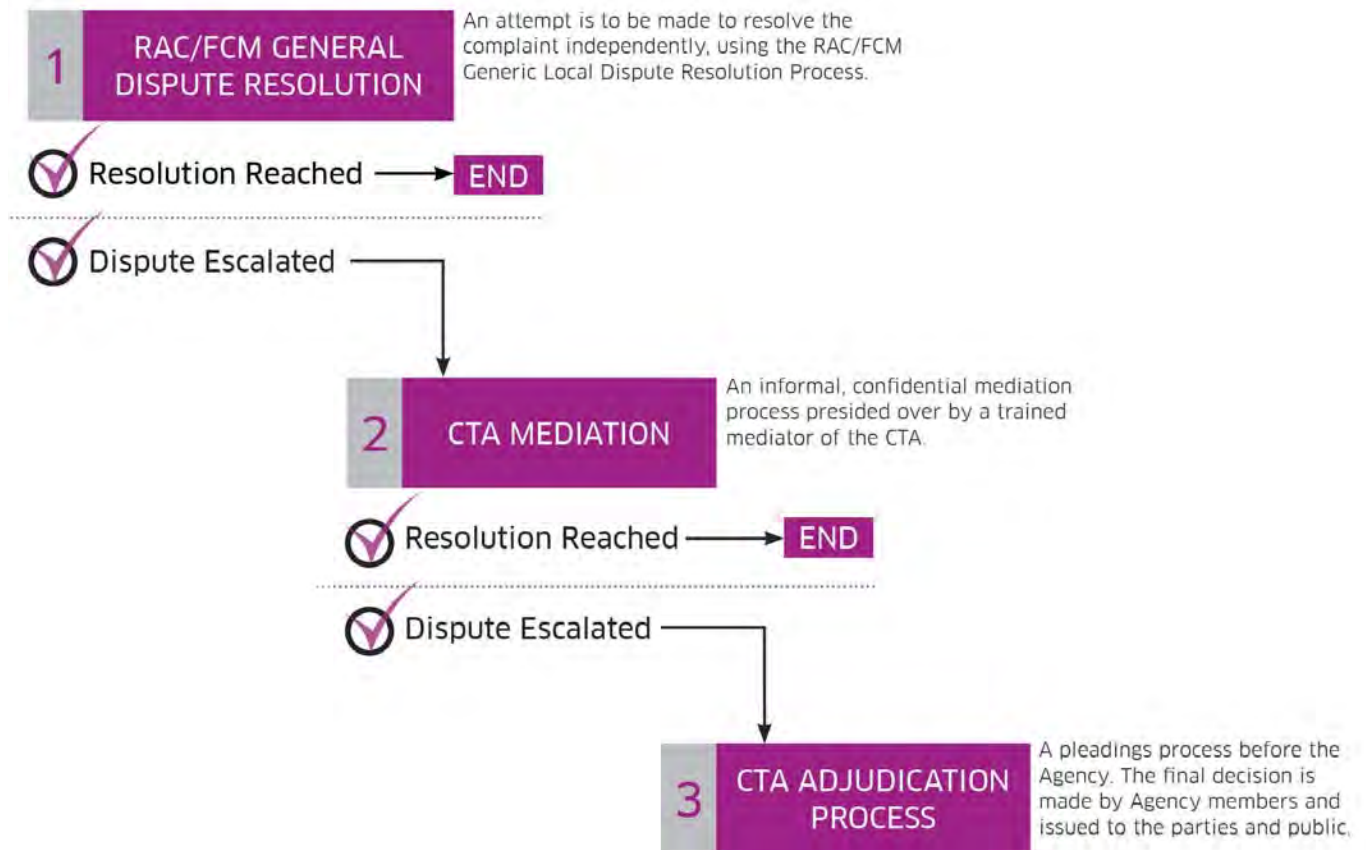 1
RAC/FCM GENERAL
DISPUTE RESOLUTION
An attempt is to be made to resolve the
complaint independently, using the RAC/FCM
Generic Local Dispute Resolution Process.
Resolution Reached
END
Dispute Escalated
2
CTA MEDIATION
An informal, confidential mediation
process presided over by a trained
mediator of the CTA.
Resolution Reached
END
Dispute Escalated
3
CTA ADJUDICATION
PROCESS
A pleadings process before the
Agency. The final decision is
made by Agency members and
issued to the parties and public.